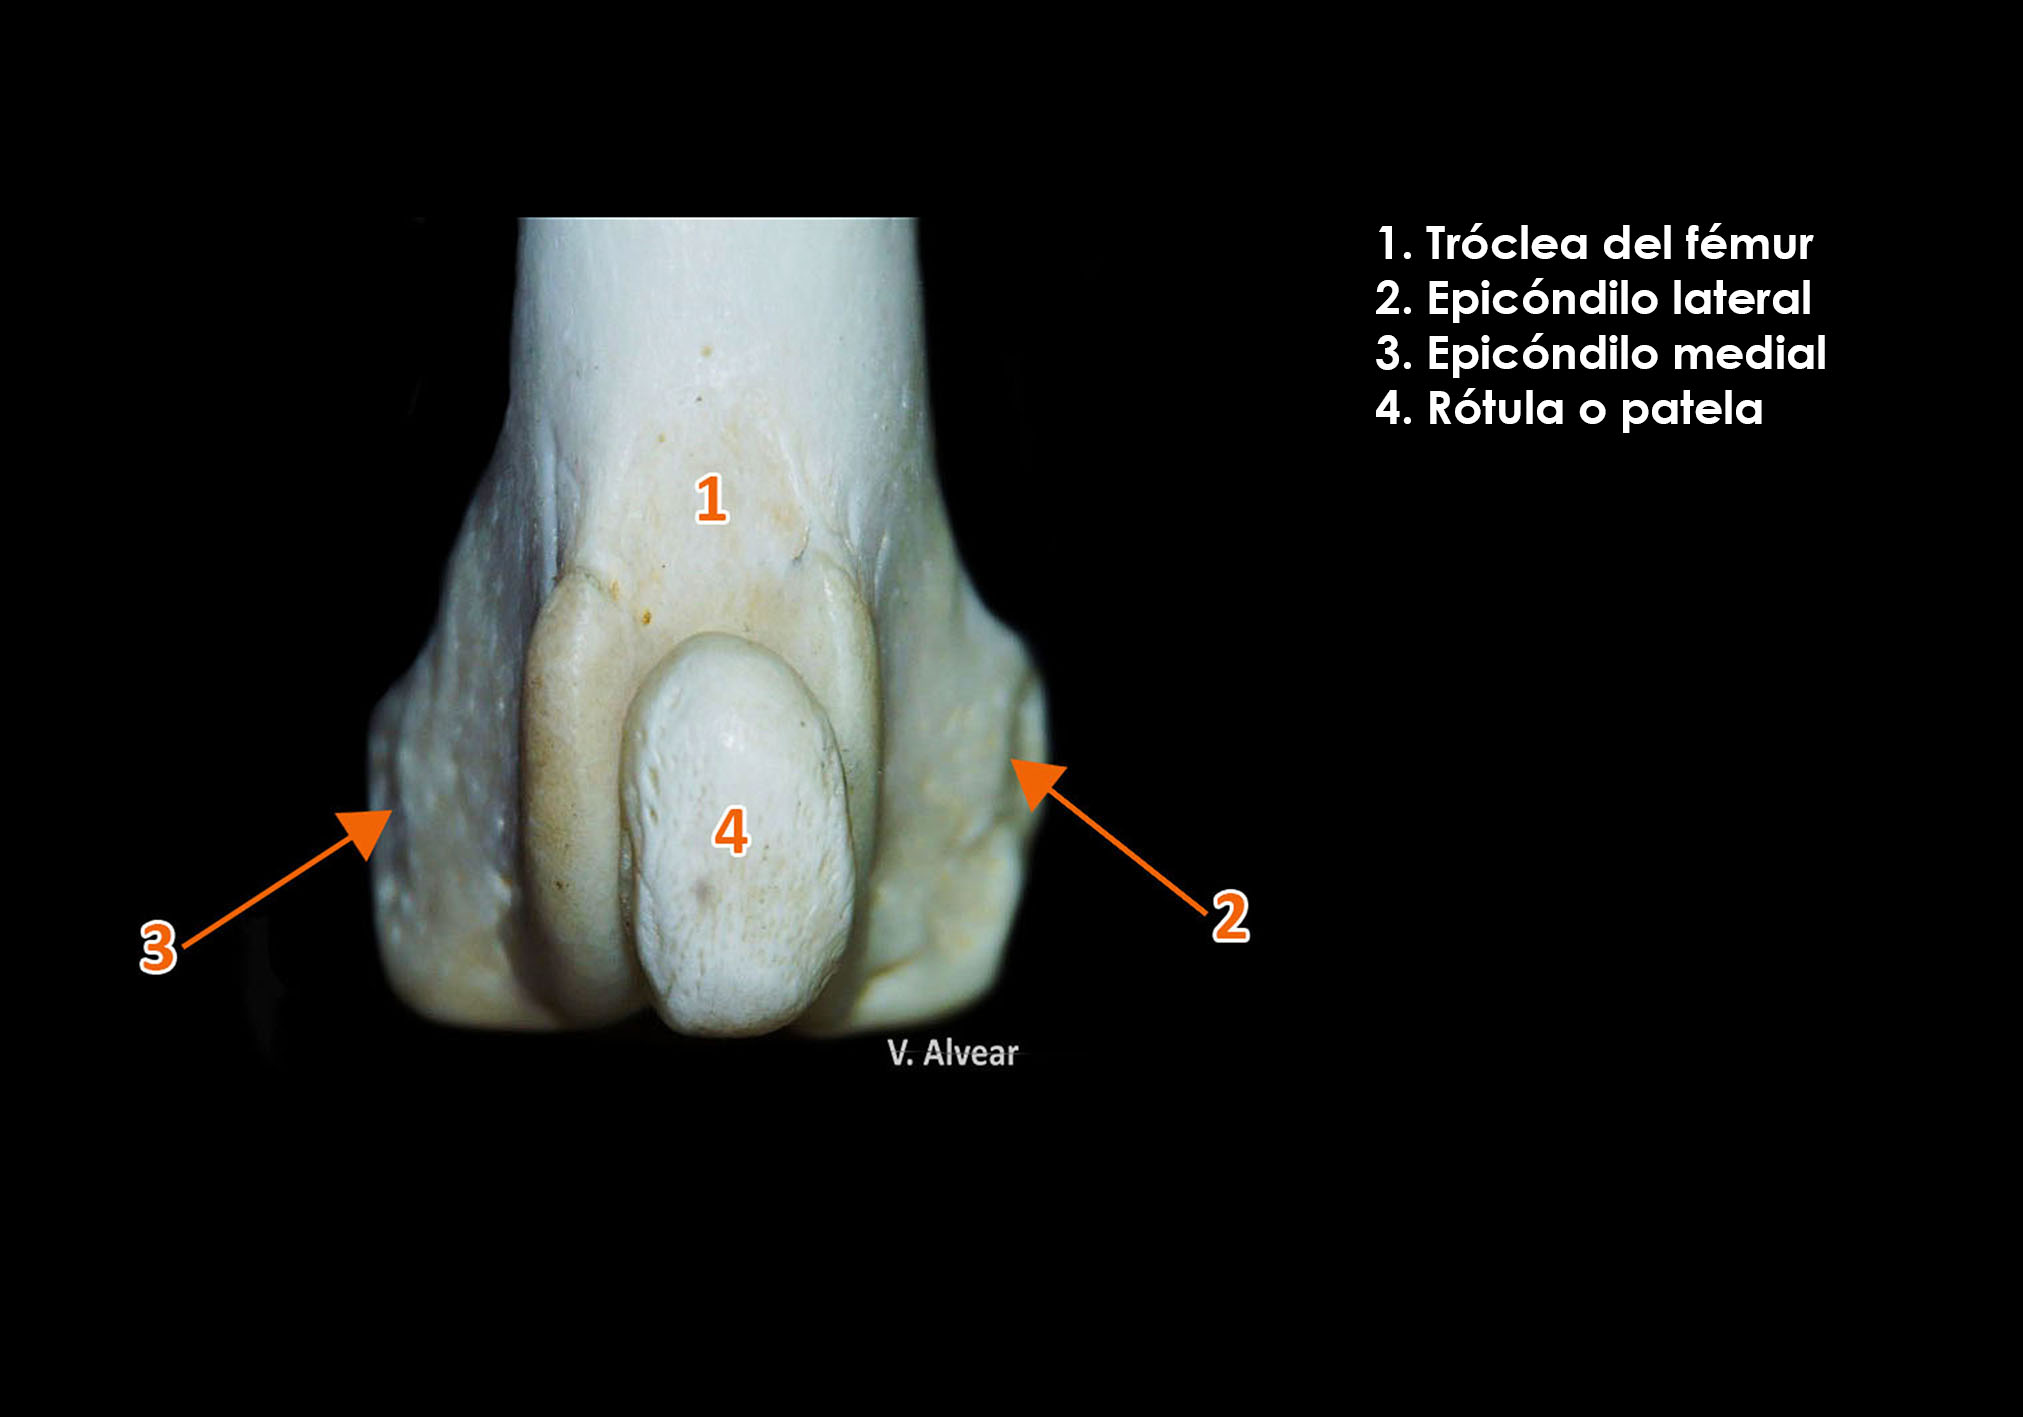 1. Tróclea del fémur
2. Epicóndilo lateral
3. Epicóndilo medial
4. Rótula o patela
1
4
3
2
V. Alvear